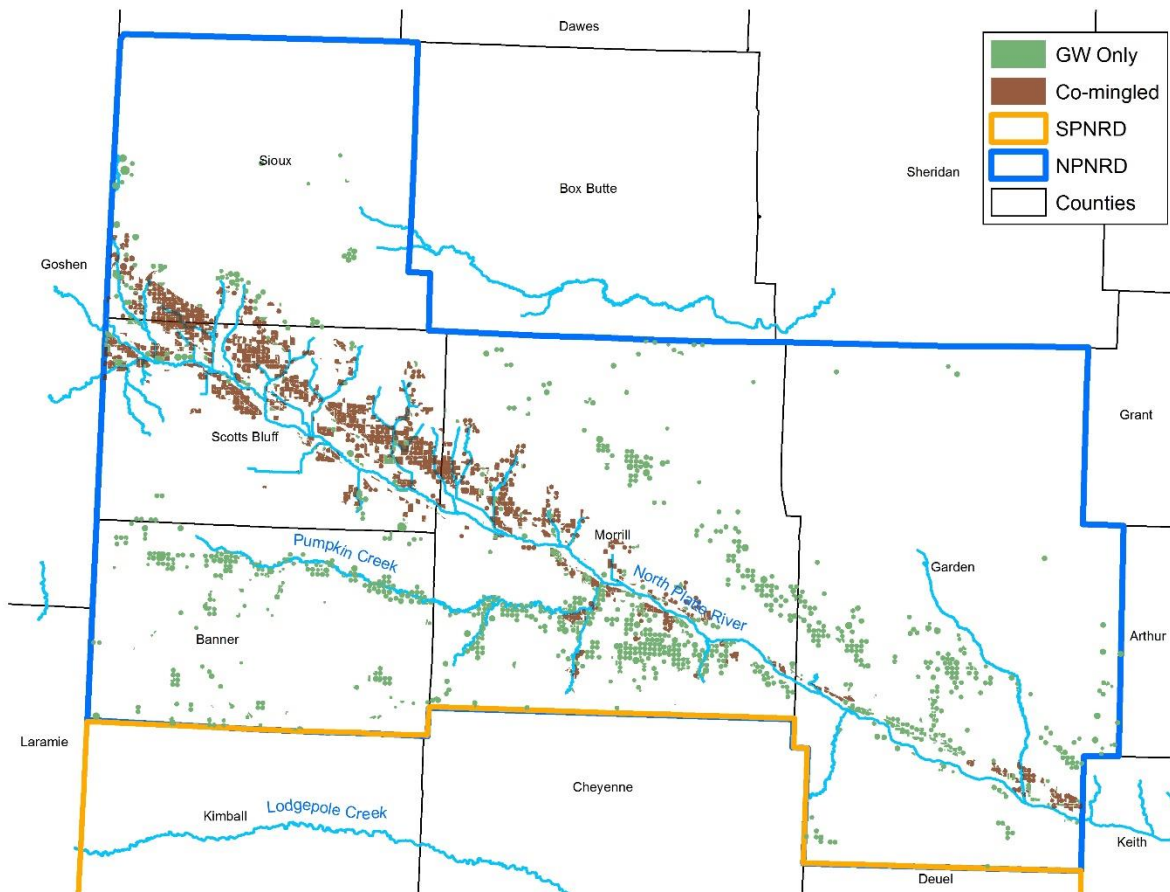 Dawes
GW Only
Co-mingled
SPNRD
NPNRD
Counties
Sioux
Box Butte
Sheridan
Goshen
Grant
Scotts Bluff
Morrill
Pumpkin Creek
North Platte River
Garden
Banner
Arthur
Laramie
Cheyenne
Kimball
Lodgepole Creek
Keith
Deuel